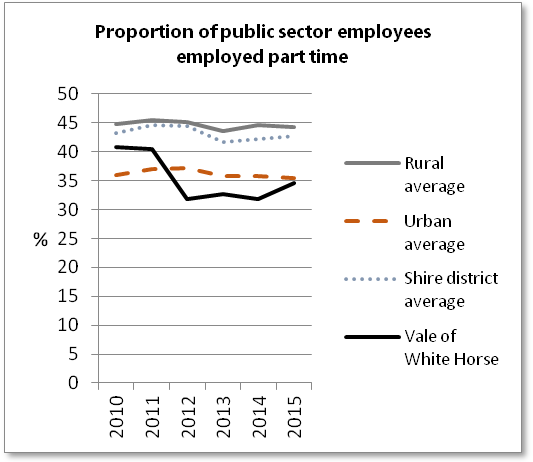 Proportion of public sector employees
employed part time
50
45
40
35
30
25
20
15
10
5
0
%
2010
2011
2012
2013
2014
2015
Rural
average
Urban
average
Shire district
average
Vale of
White Horse